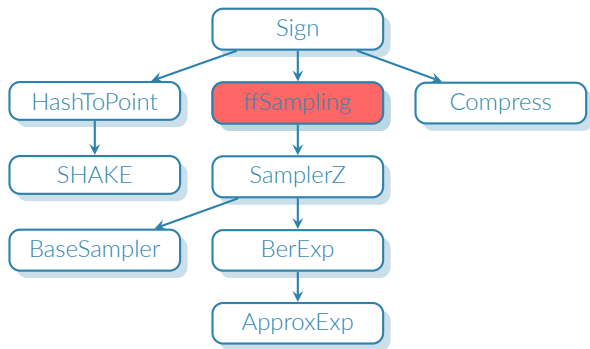 Sign
HashToPoint
ffSampling
Compress
SHAKE
SamplerZ
BaseSampler
BerExp
ApproxExp